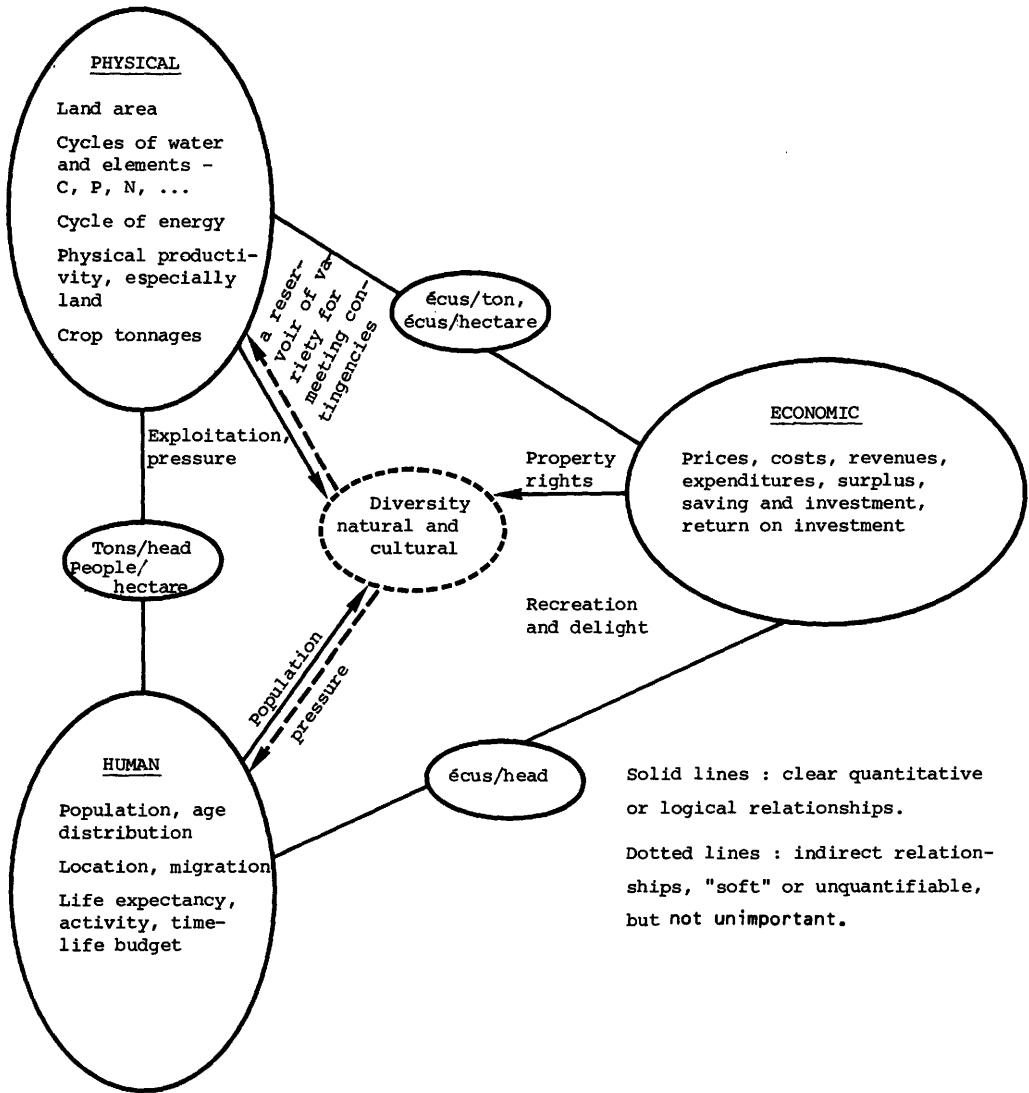 PHYSICAL
Land area
Cycles of water
and elements -
C, P, N, ...
Cycle of energy
Physical producti-
vity, especially
land
Crop tonnages
a reser-
voir of va-
riety for
meeting con-
tingencies
écus/ton,
écus/hectare
Exploitation,
pressure
ECONOMIC
Prices, costs, revenues,
expenditures, surplus,
saving and investment,
return on investment
Property
rights
Diversity
natural and
cultural
Tons/head
People/
hectare
Recreation
and delight
Population
pressure
HUMAN
Population, age
distribution
Location, migration
Life expectancy,
activity, time-
life budget
écus/head
Solid lines : clear quantitative
or logical relationships.
Dotted lines : indirect relation-
ships, "soft" or unquantifiable,
but not unimportant.